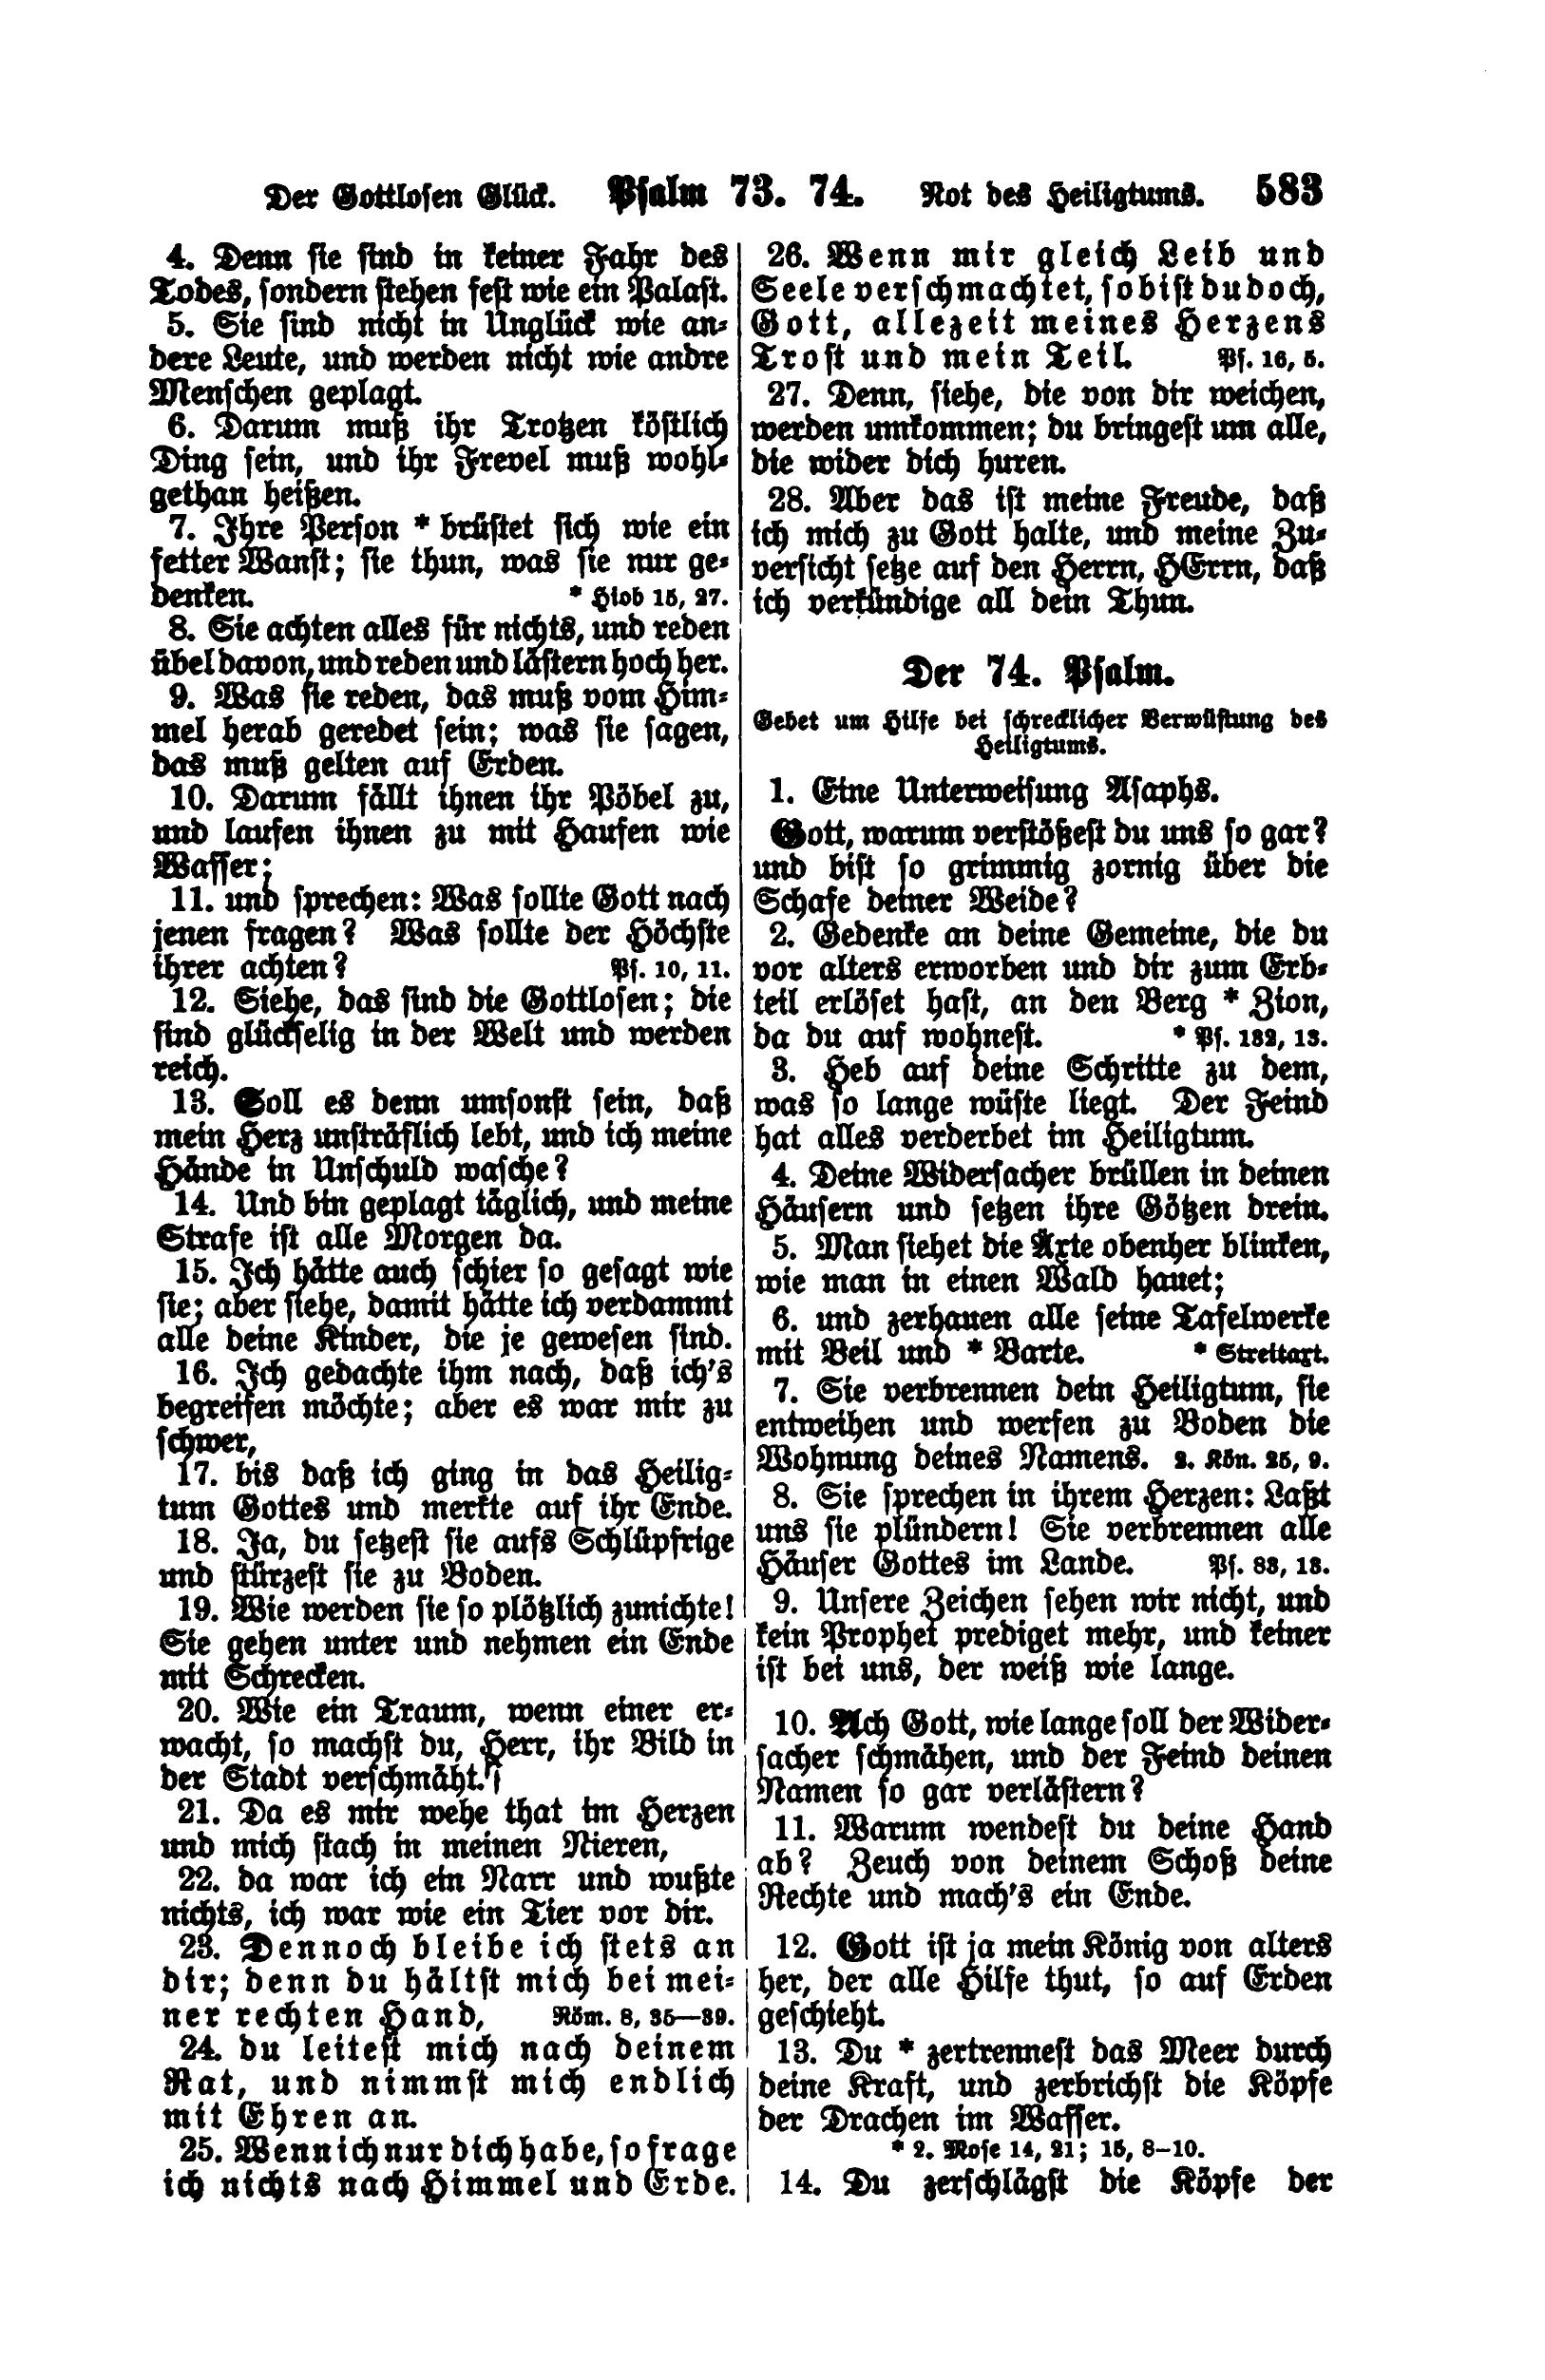 Der Gottlosen Glück. Psalm 73. 74. Not des Heiligtums. 583
4. Denn sie sind in keiner Fahr des
Todes, sondern stehen fest wie ein Palast.
5. Sie sind nicht in Unglück wie an-
dere Leute, und werden nicht wie andre
Menschen geplagt.
6. Darum muß ihr Trotzen köstlich
Ding sein, und ihr Frevel muß wohl-
gethan heißen.
7. Ihre Person * brüstet sich wie ein
fetter Wanst; sie thun, was sie nur ge-
denken. * Hiob 15, 27.
8. Sie achten alles für nichts, und reden
übel davon, und reden und lästern hoch her.
9. Was sie reden, das muß vom Him-
mel herab geredet sein; was sie sagen,
das muß gelten auf Erden.
10. Darum fällt ihnen ihr Pöbel zu,
und laufen ihnen zu mit Haufen wie
Wasser;
11. und sprechen: Was sollte Gott nach
jenen fragen? Was sollte der Höchste
ihrer achten? Ps. 10, 11.
12. Siehe, das sind die Gottlosen; die
sind glückselig in der Welt und werden
reich.
13. Soll es denn umsonst sein, daß
mein Herz unsträflich lebt, und ich meine
Hände in Unschuld wasche?
14. Und bin geplagt täglich, und meine
Strafe ist alle Morgen da.
15. Ich hätte auch schier so gesagt wie
sie; aber siehe, damit hätte ich verdammt
alle deine Kinder, die je gewesen sind.
16. Ich gedachte ihm nach, daß ich's
begreifen möchte; aber es war mir zu
schwer,
17. bis daß ich ging in das Heilig-
tum Gottes und merkte auf ihr Ende.
18. Ja, du setzest sie aufs Schlüpfrige
und stürzest sie zu Boden.
19. Wie werden sie so plötzlich zunichte!
Sie gehen unter und nehmen ein Ende
mit Schrecken.
20. Wie ein Traum, wenn einer er-
wacht, so machst du, Herr, ihr Bild in
der Stadt verschmäht.
21. Da es mir wehe that im Herzen
und mich stach in meinen Nieren,
22. da war ich ein Narr und wußte
nichts, ich war wie ein Tier vor dir.
23. Dennoch bleibe ich stets an
dir; denn du hältst mich bei mei-
ner rechten Hand, Röm. 8, 35—39.
24. du leitest mich nach deinem
Rat, und nimmst mich endlich
mit Ehren an.
25. Wenn ich nur dich habe, so frage
ich nichts nach Himmel und Erde.
26. Wenn mir gleich Leib und
Seele verschmachtet, so bist du doch,
Gott, allezeit meines Herzens
Trost und mein Teil. Ps. 16, 5.
27. Denn, siehe, die von dir weichen,
werden umkommen; du bringest um alle,
die wider dich huren.
28. Aber das ist meine Freude, daß
ich mich zu Gott halte, und meine Zu-
versicht setze auf den Herrn, HErrn, daß
ich verkündige all dein Thun.
Der 74. Psalm.
Gebet um Hilfe bei schrecklicher Verwüstung des
Heiligtums.
1. Eine Unterweisung Asaphs.
Gott, warum verstößest du uns so gar?
und bist so grimmig zornig über die
Schafe deiner Weide?
2. Gedenke an deine Gemeine, die du
vor alters erworben und dir zum Erb-
teil erlöset hast, an den Berg * Zion,
da du auf wohnest. * Ps. 132, 13.
3. Heb auf deine Schritte zu dem,
was so lange wüste liegt. Der Feind
hat alles verderbet im Heiligtum.
4. Deine Widersacher brüllen in deinen
Häusern und setzen ihre Götzen drein.
5. Man siehet die Äxte obenher blinken,
wie man in einen Wald hauet;
6. und zerhauen alle seine Tafelwerke
mit Beil und * Barte. * Streitaxt.
7. Sie verbrennen dein Heiligtum, sie
entweihen und werfen zu Boden die
Wohnung deines Namens. 2. Kön. 25, 9.
8. Sie sprechen in ihrem Herzen: Laßt
uns sie plündern! Sie verbrennen alle
Häuser Gottes im Lande. Ps. 83, 13.
9. Unsere Zeichen sehen wir nicht, und
kein Prophet prediget mehr, und keiner
ist bei uns, der weiß wie lange.
10. Ach Gott, wie lange soll der Wider-
sacher schmähen, und der Feind deinen
Namen so gar verlästern?
11. Warum wendest du deine Hand
ab? Zeuch von deinem Schoß deine
Rechte und mach's ein Ende.
12. Gott ist ja mein König von alters
her, der alle Hilfe thut, so auf Erden
geschieht.
13. Du * zertrennest das Meer durch
deine Kraft, und zerbrichst die Köpfe
der Drachen im Wasser.
* 2. Mose 14, 21; 15, 8–10.
14. Du zerschlägst die Köpfe der